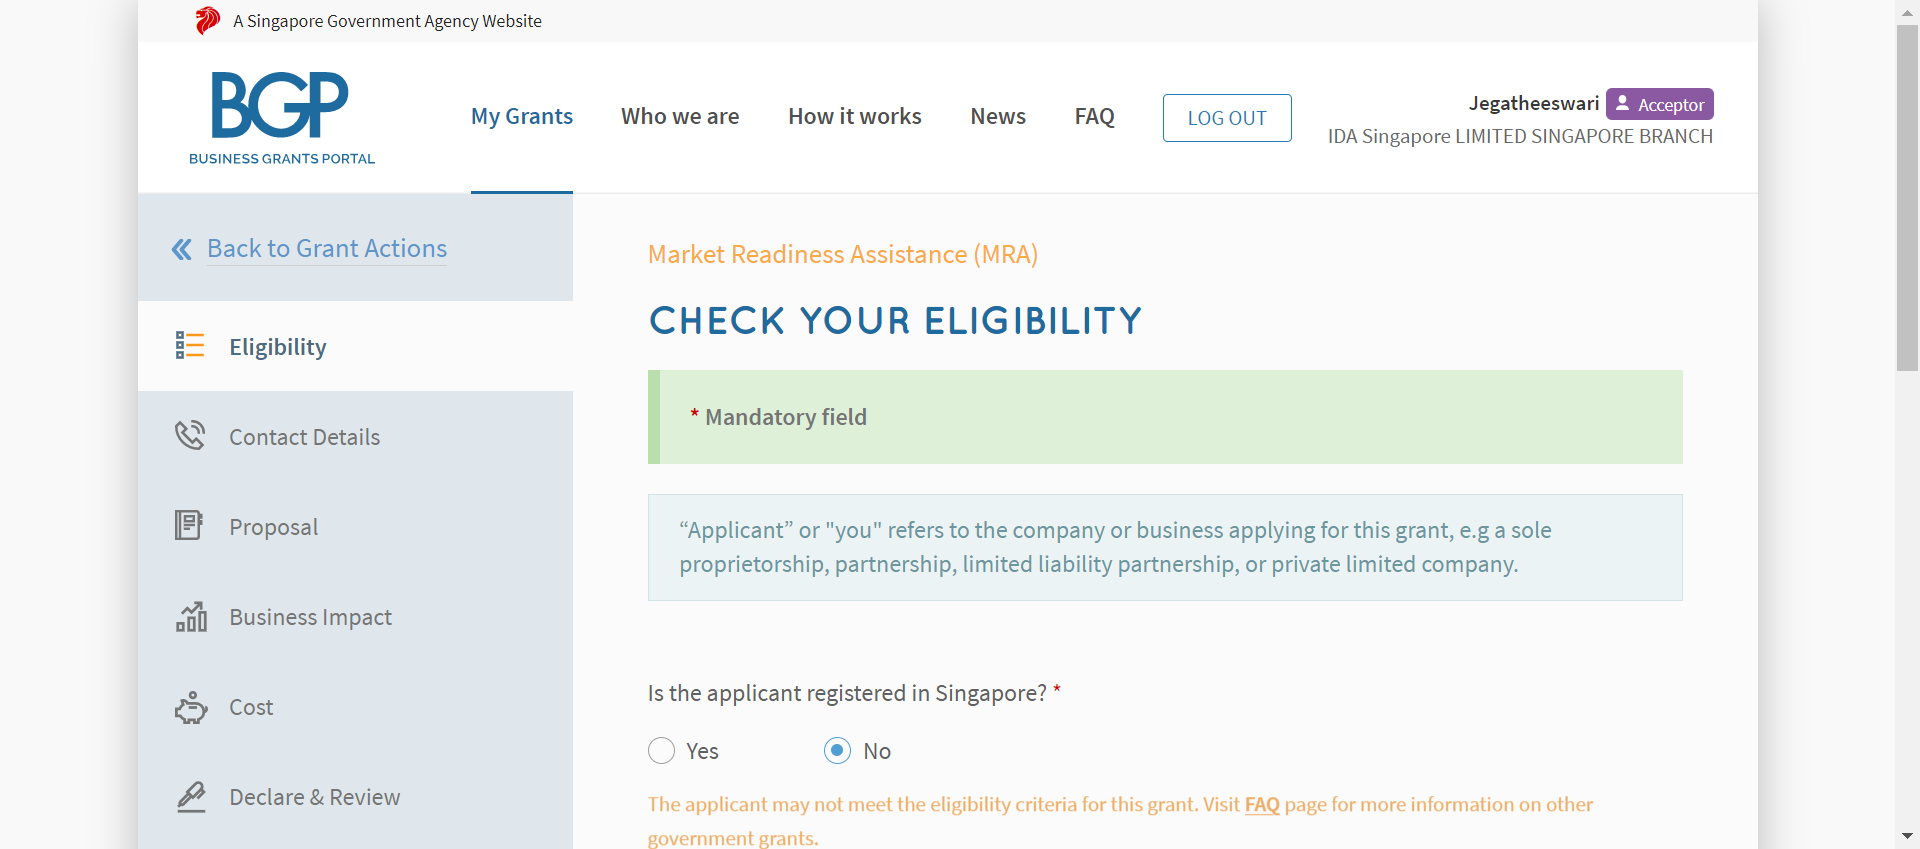 A Singapore Government Agency Website
BGP
BUSINESS GRANTS PORTAL
My Grants
Who we are
How it works
News
FAQ
LOG OUT
Jegatheeswari Acceptor
IDA Singapore LIMITED SINGAPORE BRANCH
Back to Grant Actions
Eligibility
Contact Details
Proposal
Business Impact
Cost
Declare & Review
Market Readiness Assistance (MRA)
CHECK YOUR ELIGIBILITY
* Mandatory field
“Applicant” or "you" refers to the company or business applying for this grant, e.g a sole
proprietorship, partnership, limited liability partnership, or private limited company.
Is the applicant registered in Singapore? *
Yes
No
The applicant may not meet the eligibility criteria for this grant. Visit FAQ page for more information on other
government grants.